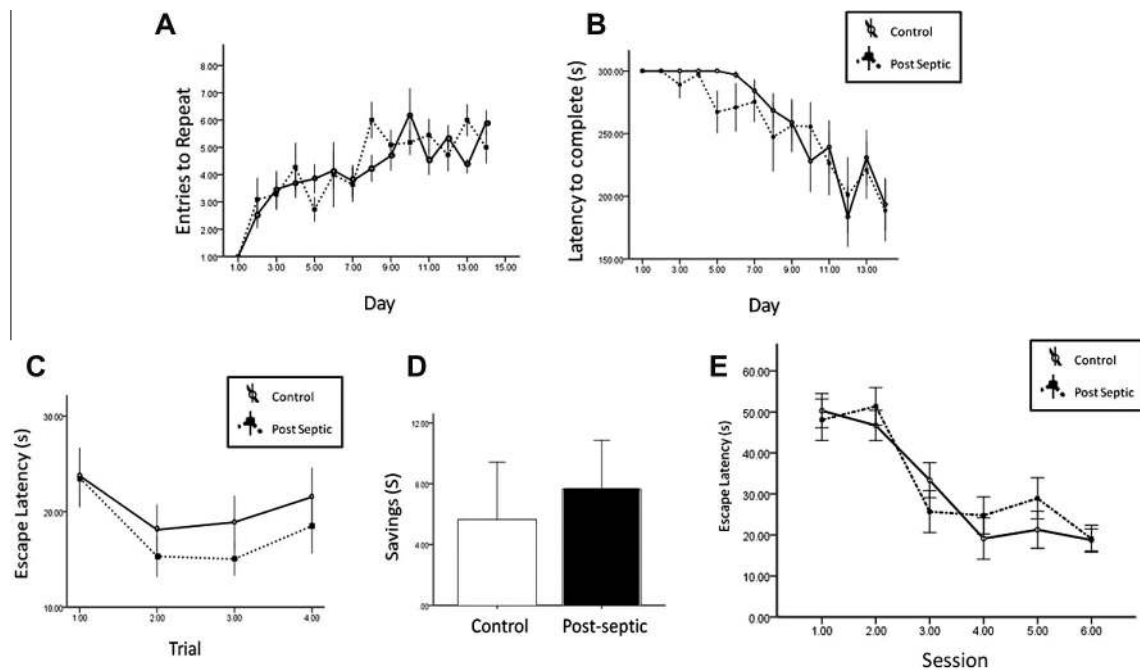 A
Entries to Repeat
8.00
7.00
6.00
5.00
4.00
3.00
2.00
1.00
1.00 3.00 5.00 7.00 9.00 11.00 13.00 15.00
Day
B
Control
Post Septic
Latency to complete (s)
300.00
250.00
200.00
150.00
1.00 3.00 5.00 7.00 9.00 11.00 13.00
Day
C
Control
Post Septic
Escape Latency (s)
30.00
20.00
10.00
1.00 2.00 3.00 4.00
Trial
D
Savings (S)
12.00
8.00
4.00
.00
Control Post-septic
E
Control
Post Septic
Escape Latency (s)
60.00
50.00
40.00
30.00
20.00
10.00
0.00
1.00 2.00 3.00 4.00 5.00 6.00
Session